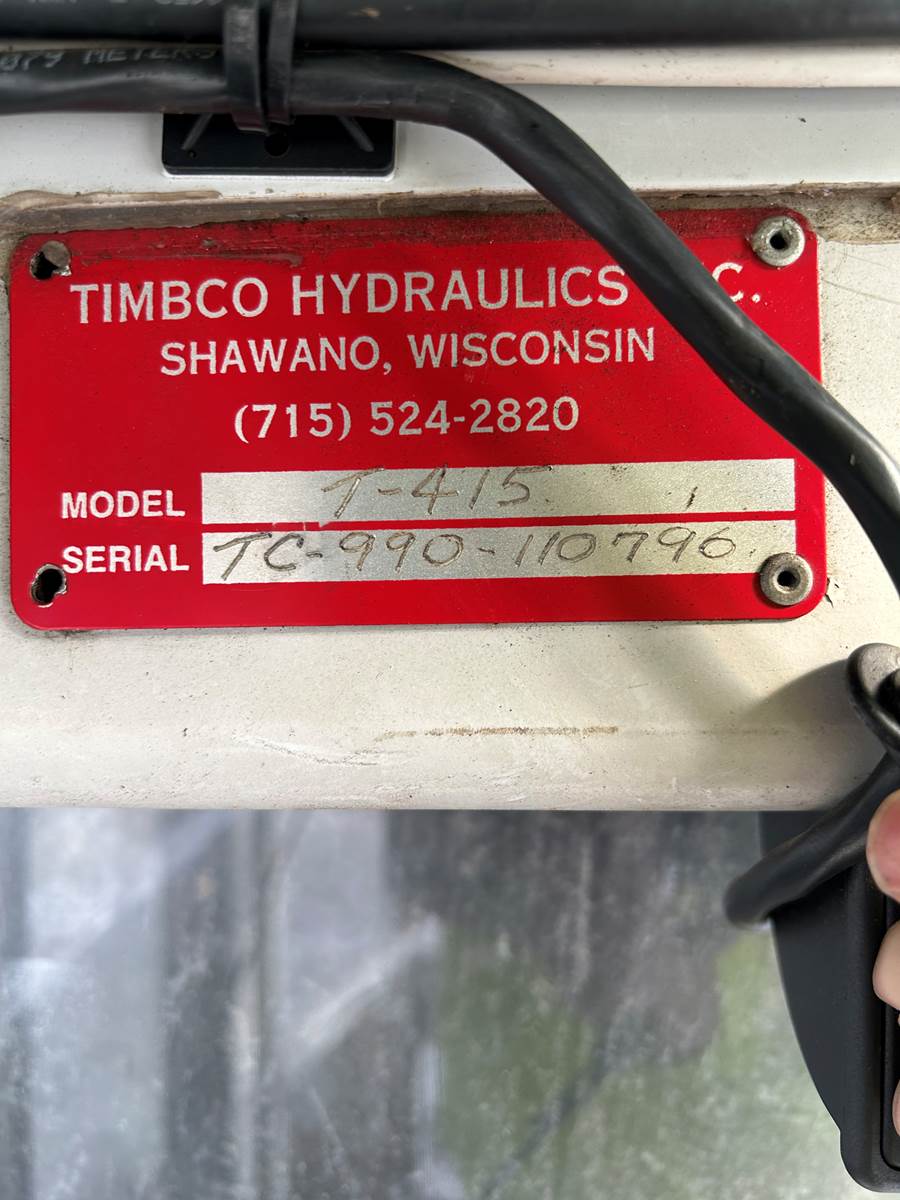 TIMBCO HYDRAULICS C.
SHAWANO, WISCONSIN
(715) 524-2820
MODEL T-415
SERIAL TC-990-110796